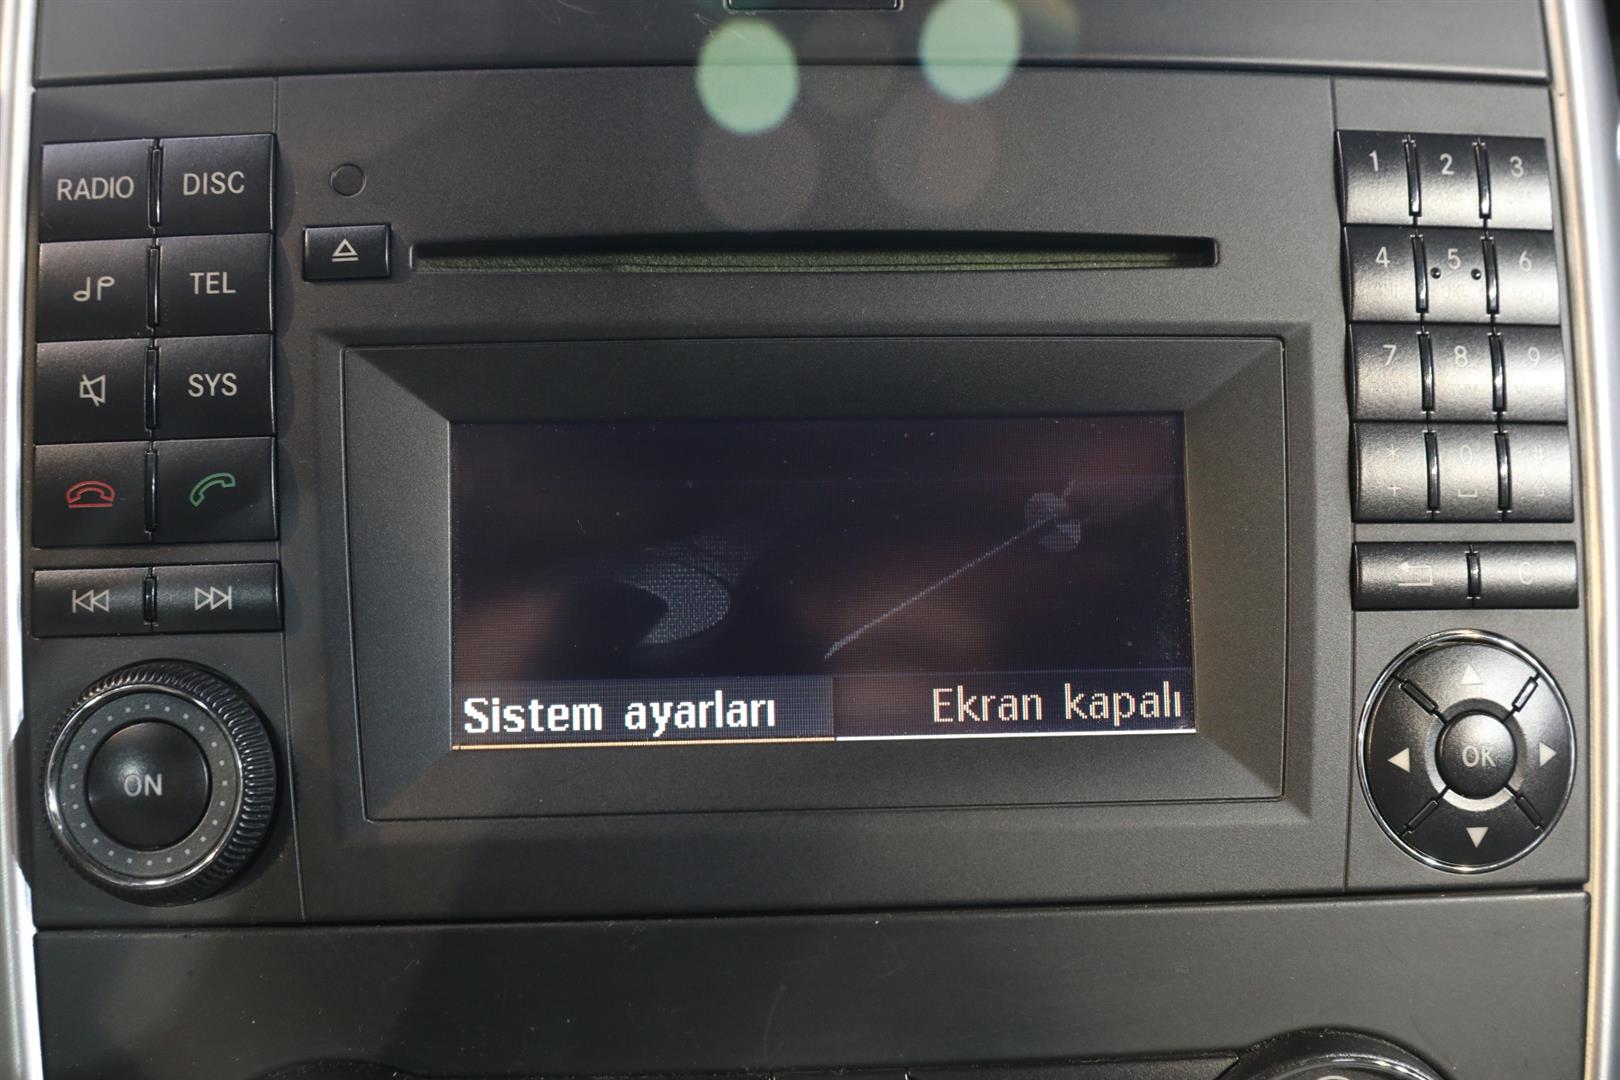 RADIO DISC
TEL
SYS
ON
1 2 3
4 5 6
7 8 9
* 0 #
+
C
OK
Sistem ayarları Ekran kapalı